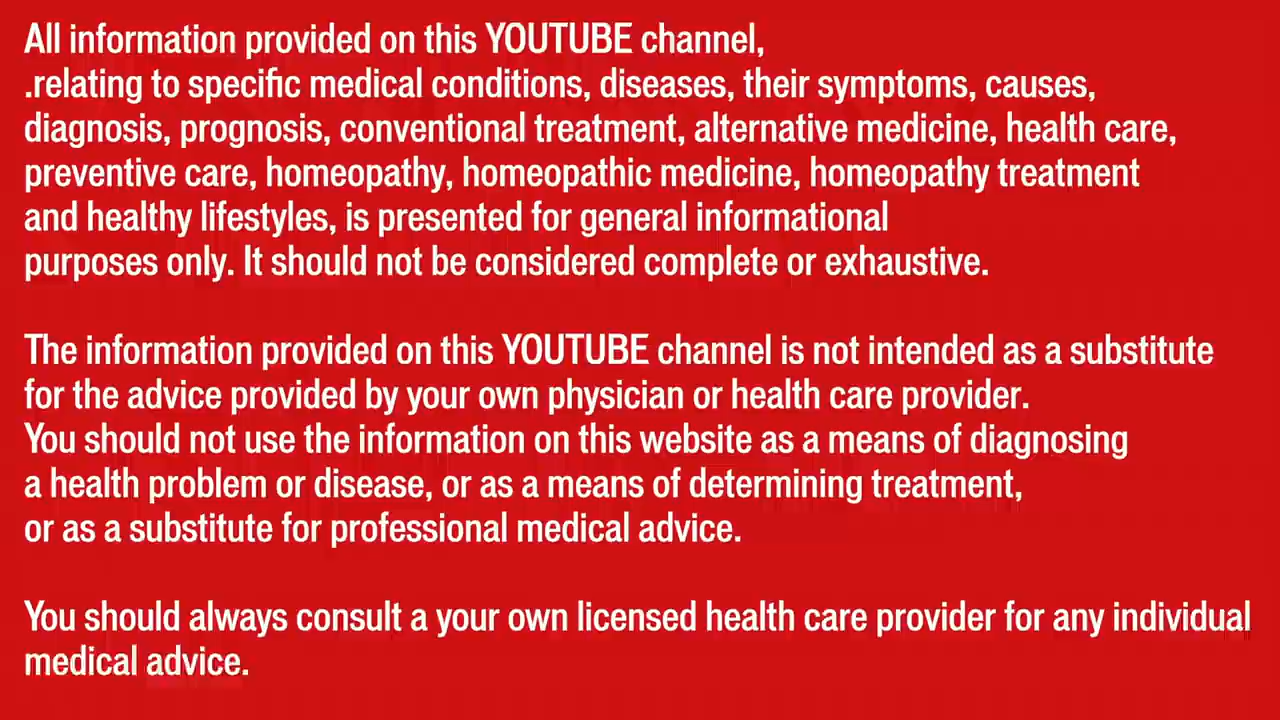 All information provided on this YOUTUBE channel,
.relating to specific medical conditions, diseases, their symptoms, causes,
diagnosis, prognosis, conventional treatment, alternative medicine, health care,
preventive care, homeopathy, homeopathic medicine, homeopathy treatment
and healthy lifestyles, is presented for general informational
purposes only. It should not be considered complete or exhaustive.
The information provided on this YOUTUBE channel is not intended as a substitute
for the advice provided by your own physician or health care provider.
You should not use the information on this website as a means of diagnosing
a health problem or disease, or as a means of determining treatment,
or as a substitute for professional medical advice.
You should always consult a your own licensed health care provider for any individual
medical advice.